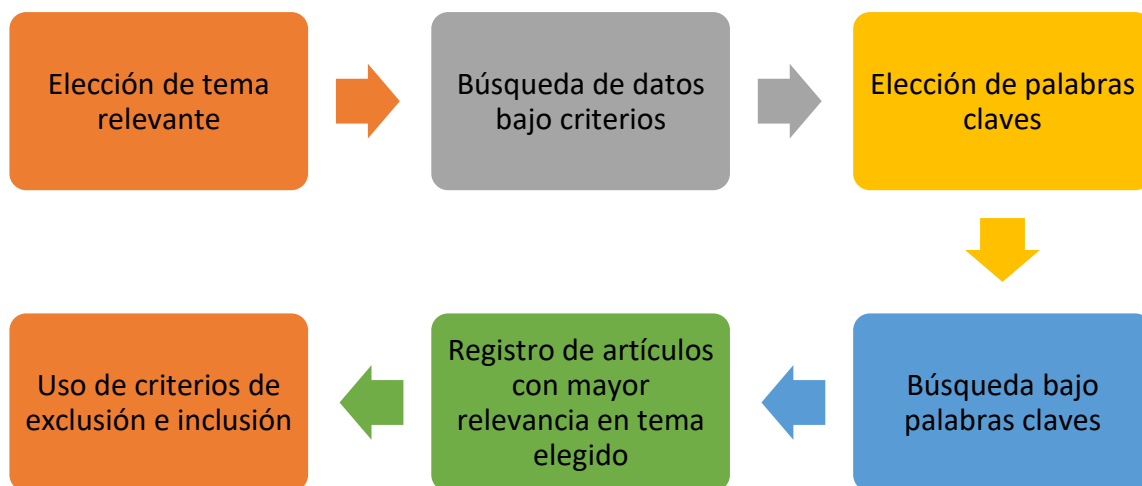 Elección de tema
relevante
Búsqueda de datos
bajo criterios
Elección de palabras
claves
Búsqueda bajo
palabras claves
Registro de artículos
con mayor
relevancia en tema
elegido
Uso de criterios de
exclusión e inclusión